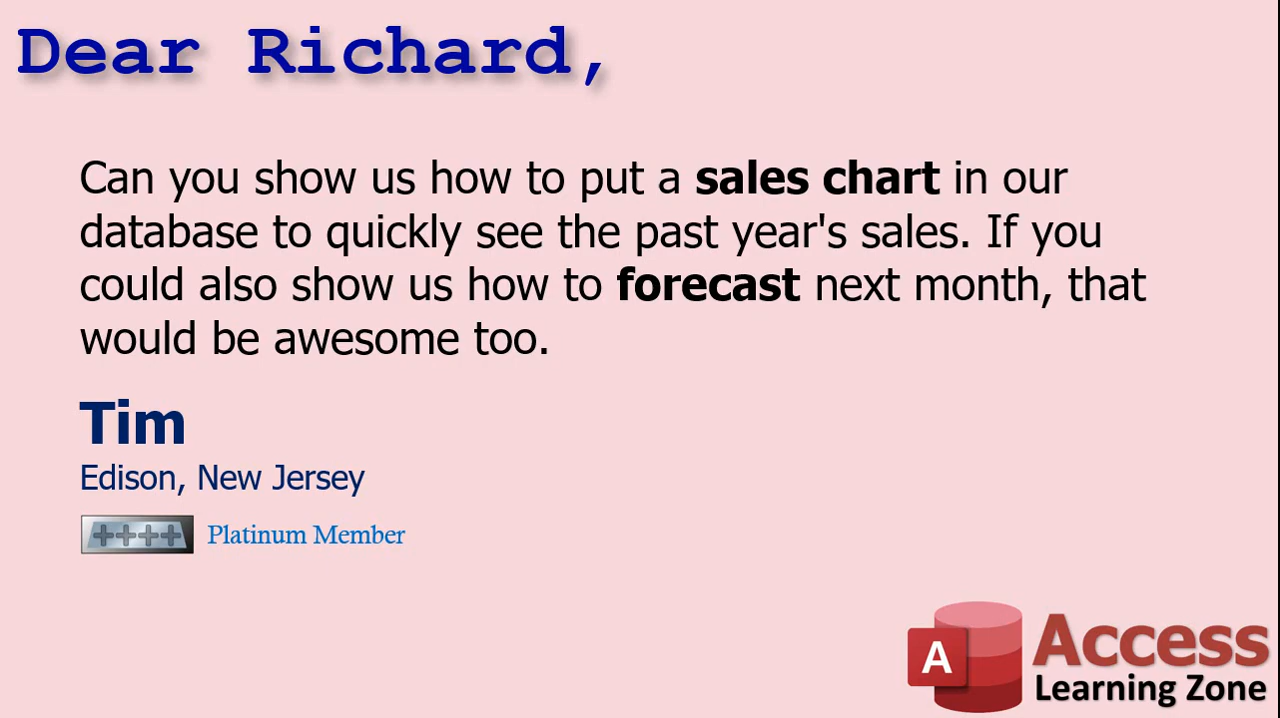 Dear Richard,
Can you show us how to put a sales chart in our
database to quickly see the past year's sales. If you
could also show us how to forecast next month, that
would be awesome too.
Tim
Edison, New Jersey
++++ Platinum Member
A Access
Learning Zone